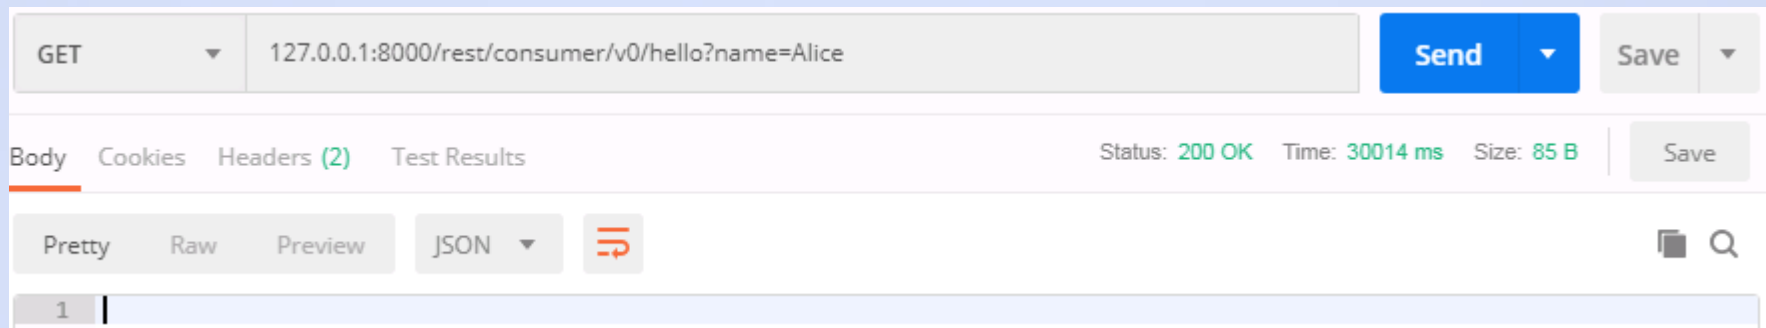 GET 127.0.0.1:8000/rest/consumer/v0/hello?name=Alice Send Save
Body Cookies Headers (2) Test Results Status: 200 OK Time: 30014 ms Size: 85 B Save
Pretty Raw Preview JSON
1